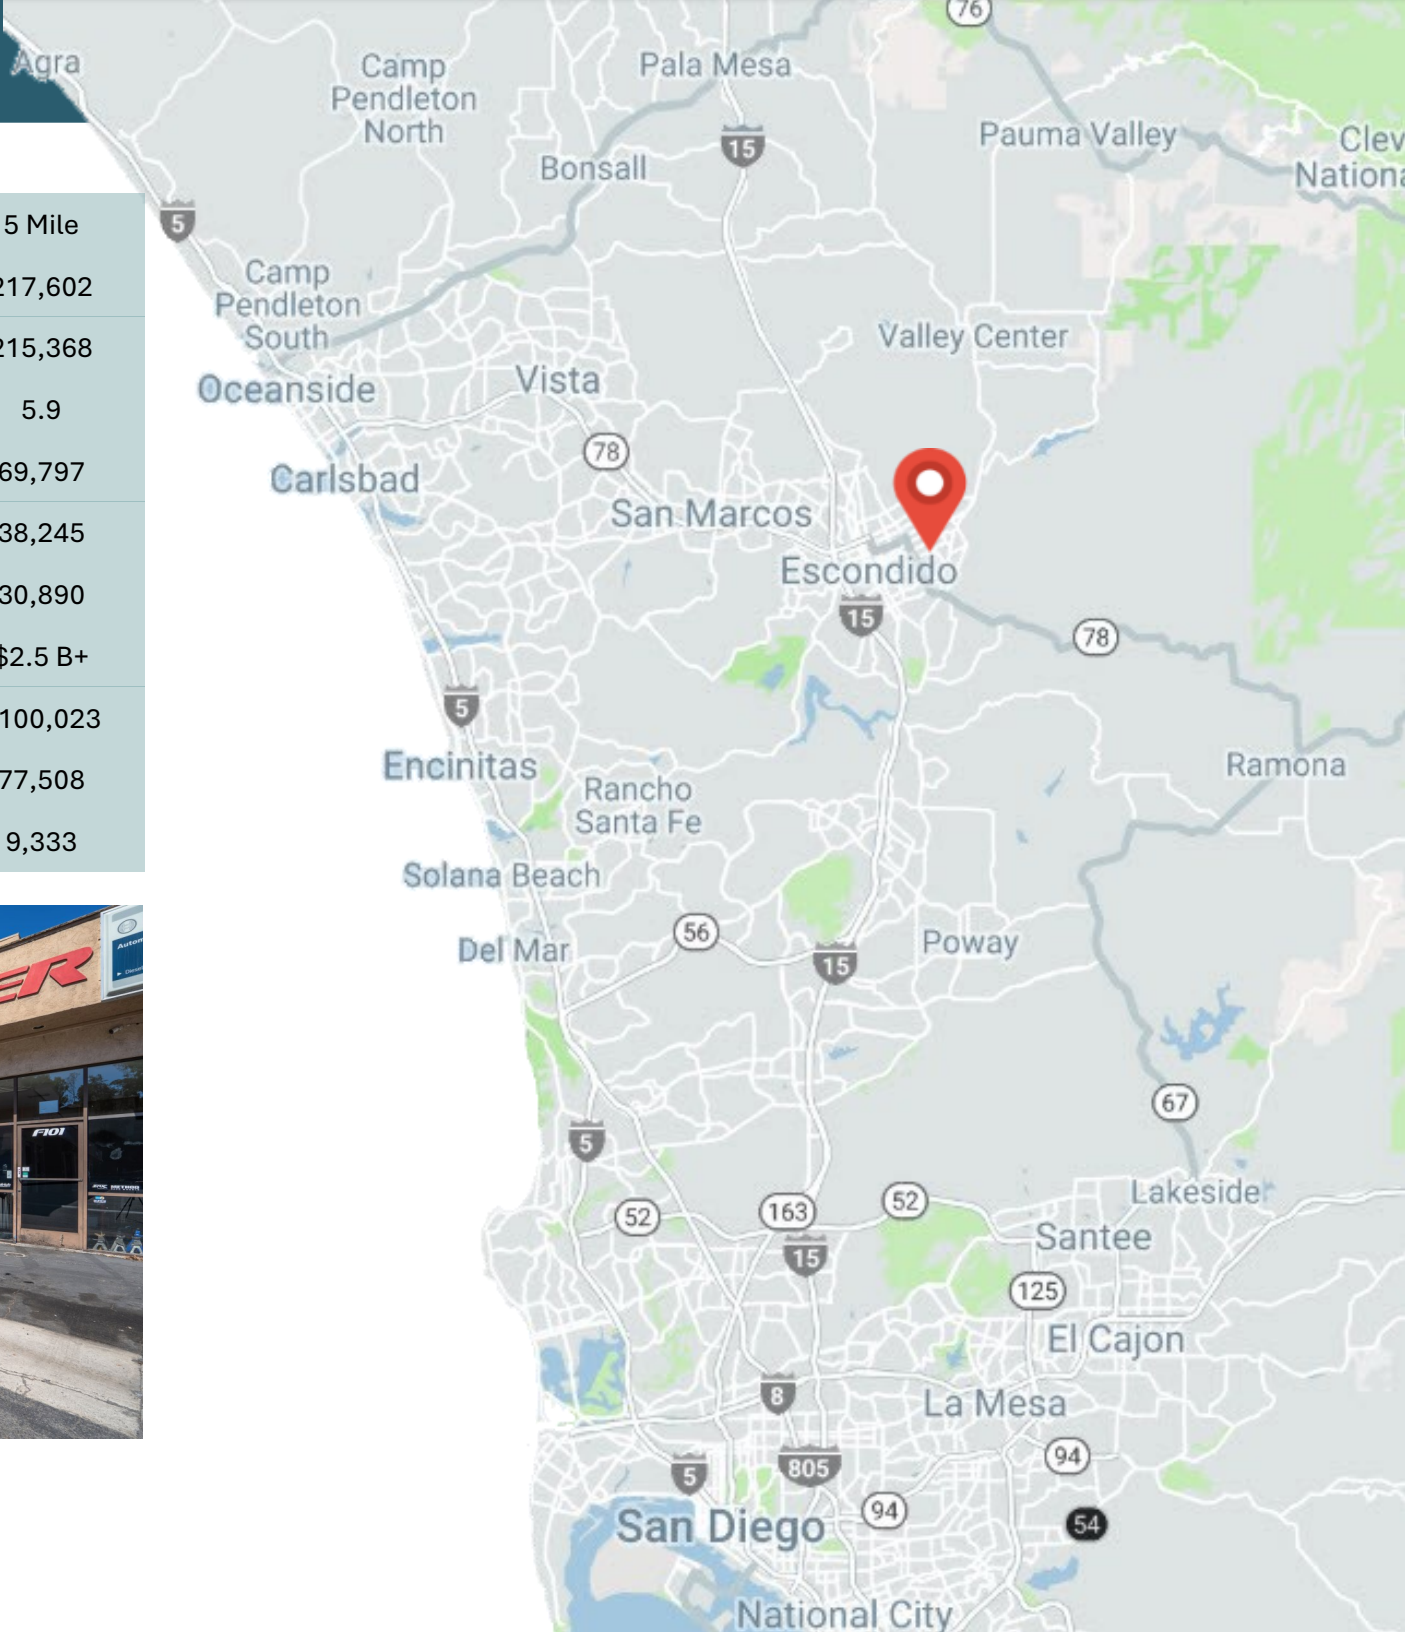 76
Agra
Camp
Pendleton
North
Pala Mesa
15
Pauma Valley
Clev
Nationa
Bonsall
5
5 Mile
217,602
215,368
5.9
69,797
38,245
30,890
$2.5 B+
100,023
77,508
9,333
Camp
Pendleton
South
Valley Center
Oceanside
Vista
78
Carlsbad
San Marcos
Escondido
15
78
5
Encinitas
Rancho
Santa Fe
Ramona
Solana Beach
56
Del Mar
15
Poway
67
5
52
163
52
Lakeside
15
Santee
125
El Cajon
8
La Mesa
94
5
805
94
54
San Diego
National City
Autom
ER
F101